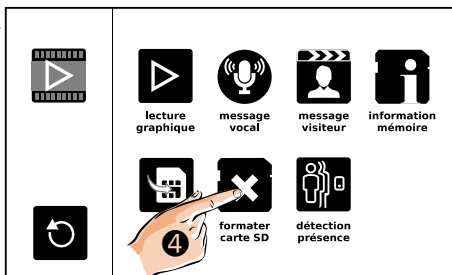 lecture
graphique
message
vocal
message
visiteur
information
mémoire
4
formater
carte SD
détection
présence